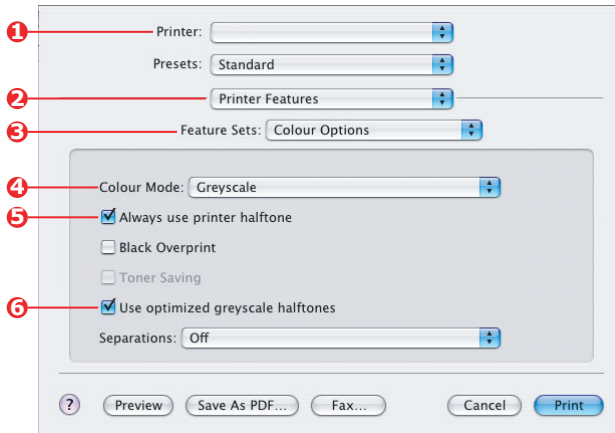 1 Printer:
Presets: Standard
2 Printer Features
3 Feature Sets: Colour Options
4 Colour Mode: Greyscale
5 Always use printer halftone
Black Overprint
Toner Saving
6 Use optimized greyscale halftones
Separations: Off
? Preview Save As PDF... Fax... Cancel Print